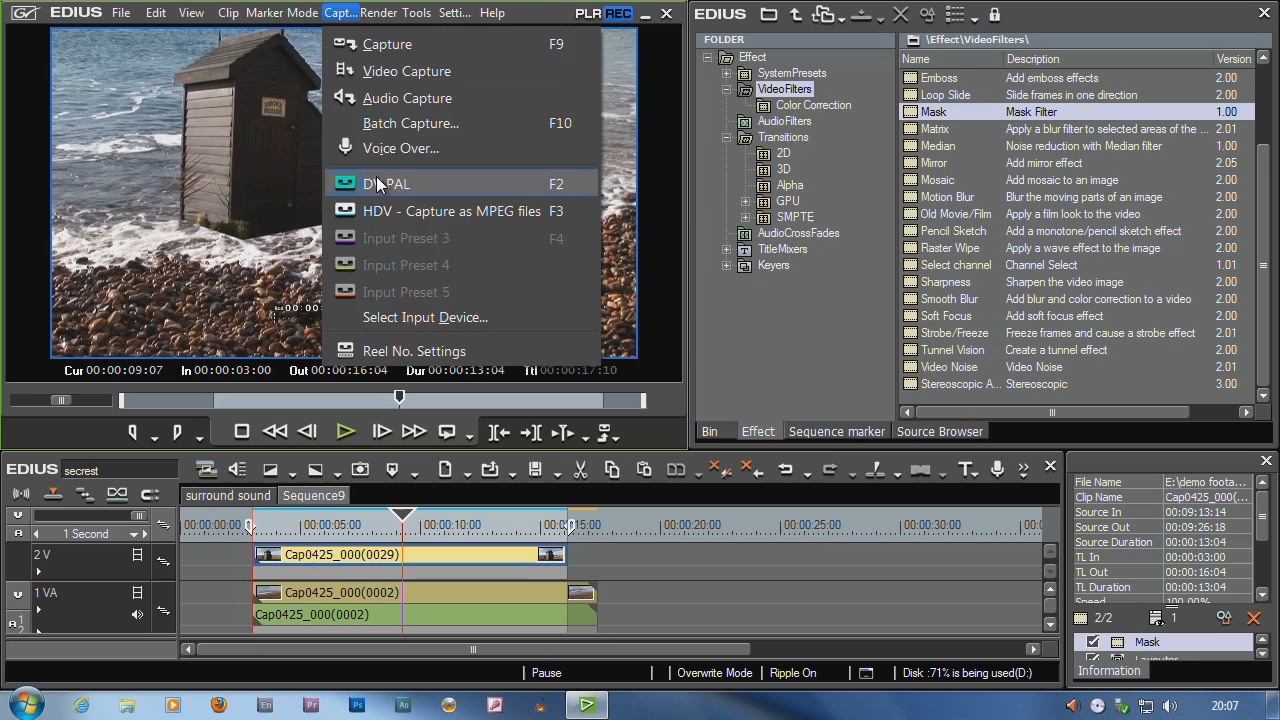 EDIUS File Edit View Clip Marker Mode Capt... Render Tools Setti... Help PLR REC
Capture F9
Video Capture
Audio Capture
Batch Capture... F10
Voice Over...
DV PAL F2
HDV - Capture as MPEG files F3
Input Preset 3 F4
Input Preset 4
Input Preset 5
Select Input Device...
Reel No. Settings
SMOKE HOUSE
Cur 00:00:09:07 In 00:00:03:00 Out 00:00:16:04 Dur 00:00:13:04 Ttl 00:00:17:10
EDIUS
FOLDER
Effect
SystemPresets
VideoFilters
Color Correction
AudioFilters
Transitions
2D
3D
Alpha
GPU
SMPTE
AudioCrossFades
TitleMixers
Keyers
\Effect\VideoFilters\
Name Description Version
Emboss Add emboss effects 2.00
Loop Slide Slide frames in one direction 2.00
Mask Mask Filter 1.00
Matrix Apply a blur filter to selected areas of the ... 2.01
Median Noise reduction with Median filter 2.00
Mirror Add mirror effect 2.05
Mosaic Add mosaic to an image 2.00
Motion Blur Blur the moving parts of an image 2.00
Old Movie/Film Apply a film look to the video 2.00
Pencil Sketch Add a monotone/pencil sketch effect 2.00
Raster Wipe Apply a wave effect to the image 2.00
Select channel Channel Select 1.01
Sharpness Sharpen the video image 2.00
Smooth Blur Add blur and color correction to a video 2.00
Soft Focus Add soft focus effect 2.00
Strobe/Freeze Freeze frames and cause a strobe effect 2.00
Tunnel Vision Create a tunnel effect 2.00
Video Noise Video Noise 2.01
Stereoscopic A... Stereoscopic 3.00
Bin Effect Sequence marker Source Browser
EDIUS secrest
surround sound Sequence9
1 Second
00:00:00:00 00:00:05:00 00:00:10:00 00:00:15:00 00:00:20:00 00:00:25:00 00:00:30:00
2 V
Cap0425_000(0029)
1 VA
Cap0425_000(0002)
Cap0425_000(0002)
Pause Overwrite Mode Ripple On Disk :71% is being used(D:)
File Name E:\demo foota...
Clip Name Cap0425_000(...
Source In 00:09:13:14
Source Out 00:09:26:18
Source Duration 00:00:13:04
TL In 00:00:03:00
TL Out 00:00:16:04
TL Duration 00:00:13:04
Speed 100.00%
2/2 1
Mask
Layouter
Information
En Pr Ps Au
20:07